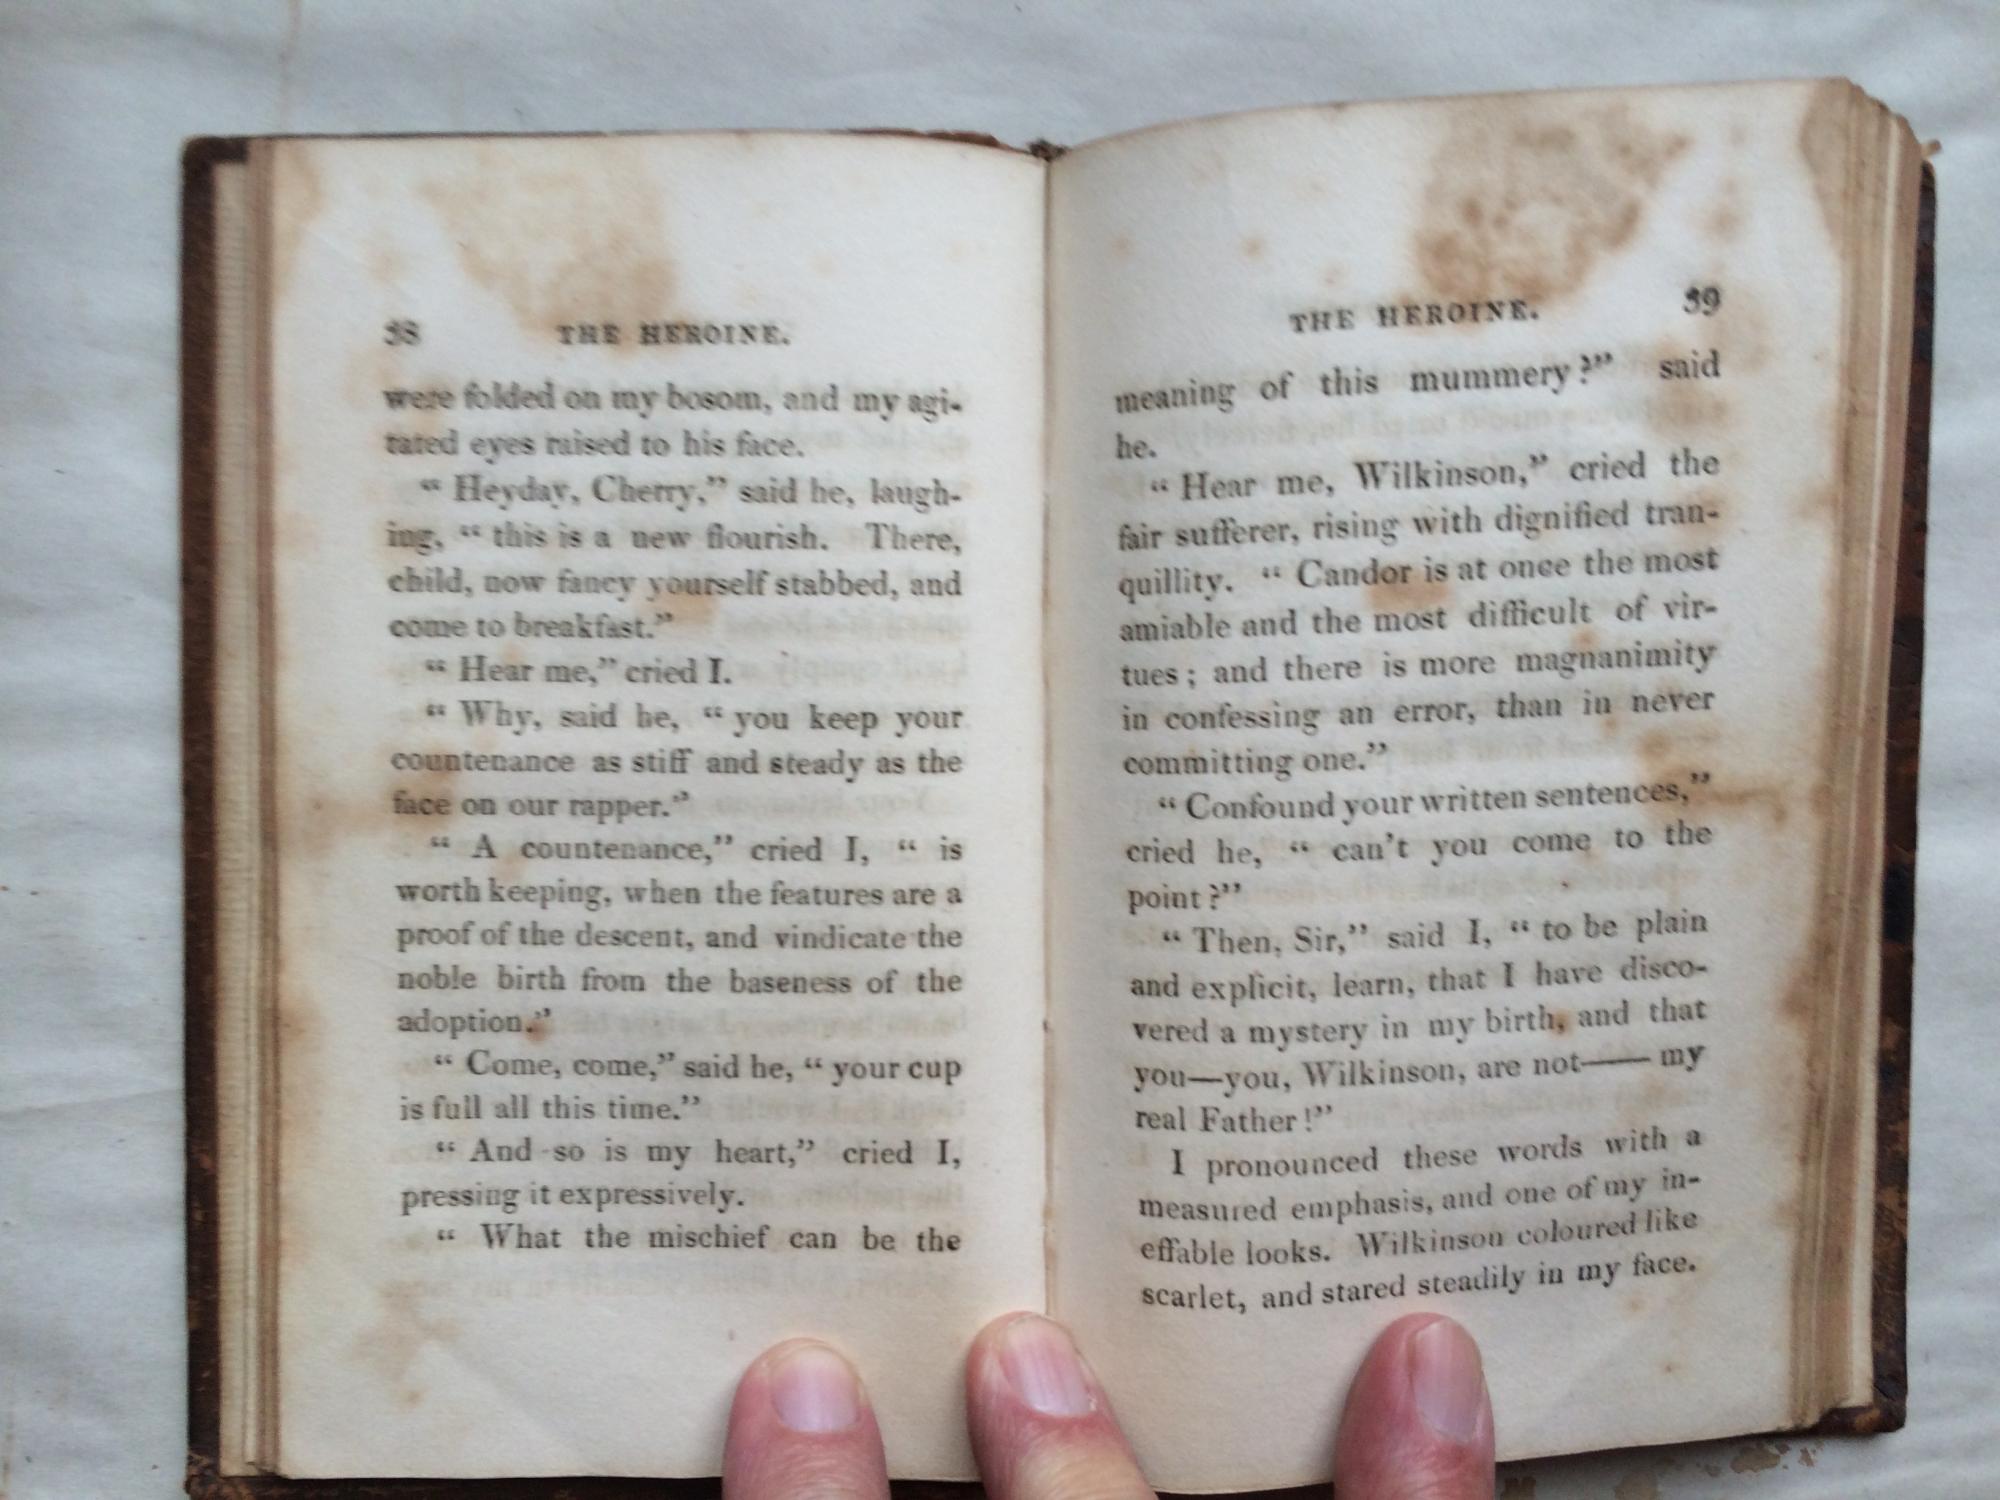 38 THE HEROINE.
were folded on my bosom, and my agi-
tated eyes raised to his face.
“ Heyday, Cherry,” said he, laugh-
ing, “ this is a new flourish. There,
child, now fancy yourself stabbed, and
come to breakfast.”
“ Hear me,” cried I.
“ Why, said he, “ you keep your
countenance as stiff and steady as the
face on our rapper.”
“ A countenance,” cried I, “ is
worth keeping, when the features are a
proof of the descent, and vindicate the
noble birth from the baseness of the
adoption.”
“ Come, come,” said he, “ your cup
is full all this time.”
“ And so is my heart,” cried I,
pressing it expressively.
“ What the mischief can be the
THE HEROINE. 39
meaning of this mummery ?” said
he.
“ Hear me, Wilkinson,” cried the
fair sufferer, rising with dignified tran-
quillity. “ Candor is at once the most
amiable and the most difficult of vir-
tues ; and there is more magnanimity
in confessing an error, than in never
committing one.”
“ Confound your written sentences,”
cried he, “ can't you come to the
point ?”
“ Then, Sir,” said I, “ to be plain
and explicit, learn, that I have disco-
vered a mystery in my birth, and that
you—you, Wilkinson, are not—— my
real Father !”
I pronounced these words with a
measured emphasis, and one of my in-
effable looks. Wilkinson coloured like
scarlet, and stared steadily in my face.